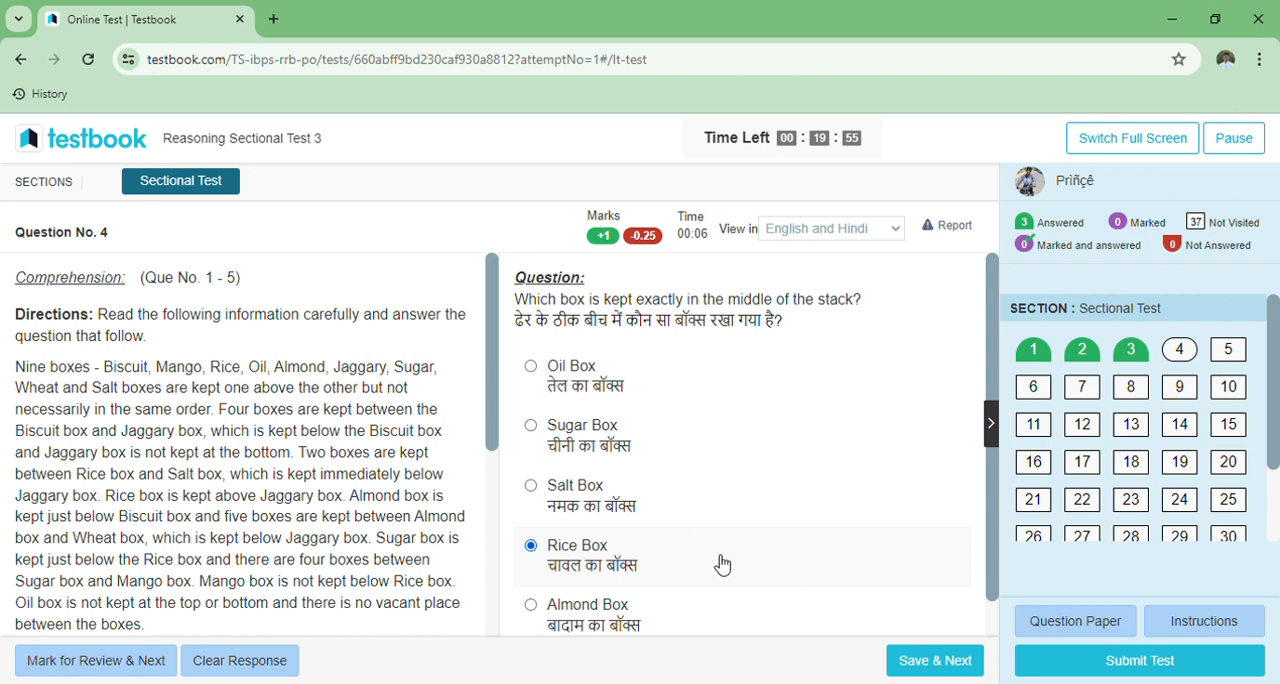 Online Test | Testbook
testbook.com/TS-ibps-rrb-po/tests/660abff9bd230caf930a8812?attemptNo=1#/lt-test
History
testbook
Reasoning Sectional Test 3
Time Left 00 : 19 : 55
Switch Full Screen
Pause
SECTIONS
Sectional Test
Prìñçê
Question No. 4
Marks
+1 -0.25
Time
00:06
View in English and Hindi
Report
3 Answered 0 Marked 37 Not Visited
0 Marked and answered 0 Not Answered
Comprehension: (Que No. 1 - 5)
Directions: Read the following information carefully and answer the
question that follow.
Nine boxes - Biscuit, Mango, Rice, Oil, Almond, Jaggary, Sugar,
Wheat and Salt boxes are kept one above the other but not
necessarily in the same order. Four boxes are kept between the
Biscuit box and Jaggary box, which is kept below the Biscuit box
and Jaggary box is not kept at the bottom. Two boxes are kept
between Rice box and Salt box, which is kept immediately below
Jaggary box. Rice box is kept above Jaggary box. Almond box is
kept just below Biscuit box and five boxes are kept between Almond
box and Wheat box, which is kept below Jaggary box. Sugar box is
kept just below the Rice box and there are four boxes between
Sugar box and Mango box. Mango box is not kept below Rice box.
Oil box is not kept at the top or bottom and there is no vacant place
between the boxes.
Question:
Which box is kept exactly in the middle of the stack?
ढेर के ठीक बीच में कौन सा बॉक्स रखा गया है?
Oil Box
तेल का बॉक्स
Sugar Box
चीनी का बॉक्स
Salt Box
नमक का बॉक्स
Rice Box
चावल का बॉक्स
Almond Box
बादाम का बॉक्स
SECTION : Sectional Test
1 2 3 4 5
6 7 8 9 10
11 12 13 14 15
16 17 18 19 20
21 22 23 24 25
26 27 28 29 30
Mark for Review & Next
Clear Response
Save & Next
Question Paper
Instructions
Submit Test